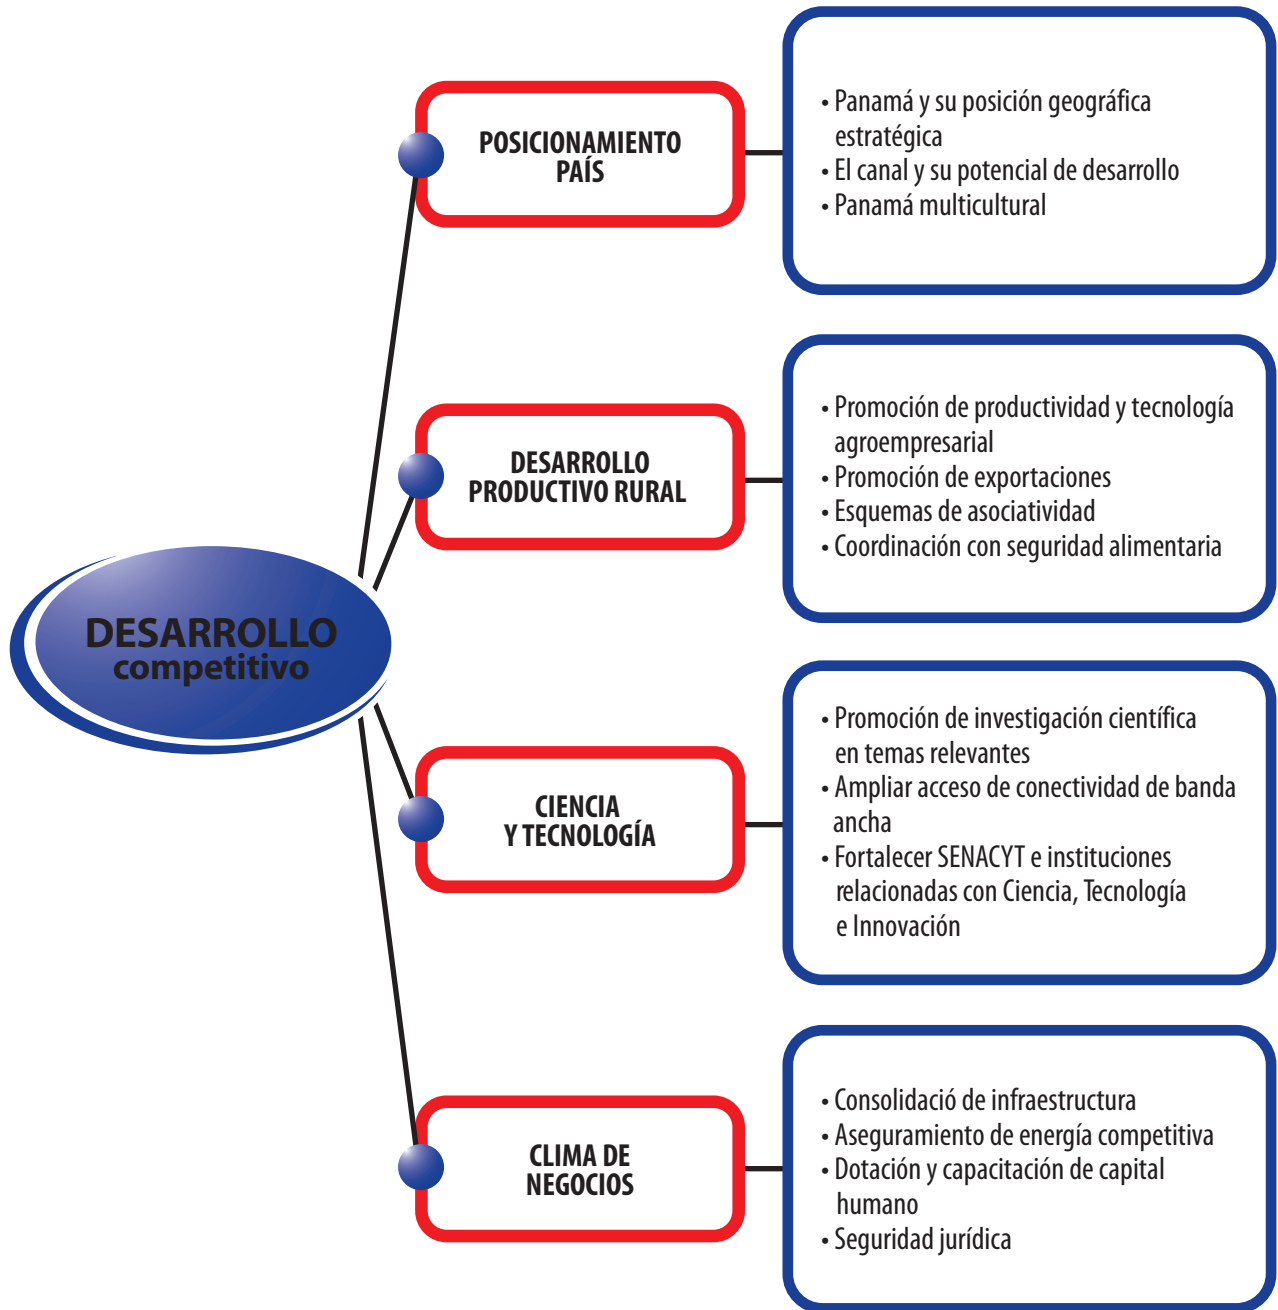 POSICIONAMIENTO
PAÍS
• Panamá y su posición geográfica
estratégica
• El canal y su potencial de desarrollo
• Panamá multicultural
DESARROLLO
PRODUCTIVO RURAL
• Promoción de productividad y tecnología
agroempresarial
• Promoción de exportaciones
• Esquemas de asociatividad
• Coordinación con seguridad alimentaria
DESARROLLO
competitivo
CIENCIA
Y TECNOLOGÍA
• Promoción de investigación científica
en temas relevantes
• Ampliar acceso de conectividad de banda
ancha
• Fortalecer SENACYT e instituciones
relacionadas con Ciencia, Tecnología
e Innovación
CLIMA DE
NEGOCIOS
• Consolidació de infraestructura
• Aseguramiento de energía competitiva
• Dotación y capacitación de capital
humano
• Seguridad jurídica